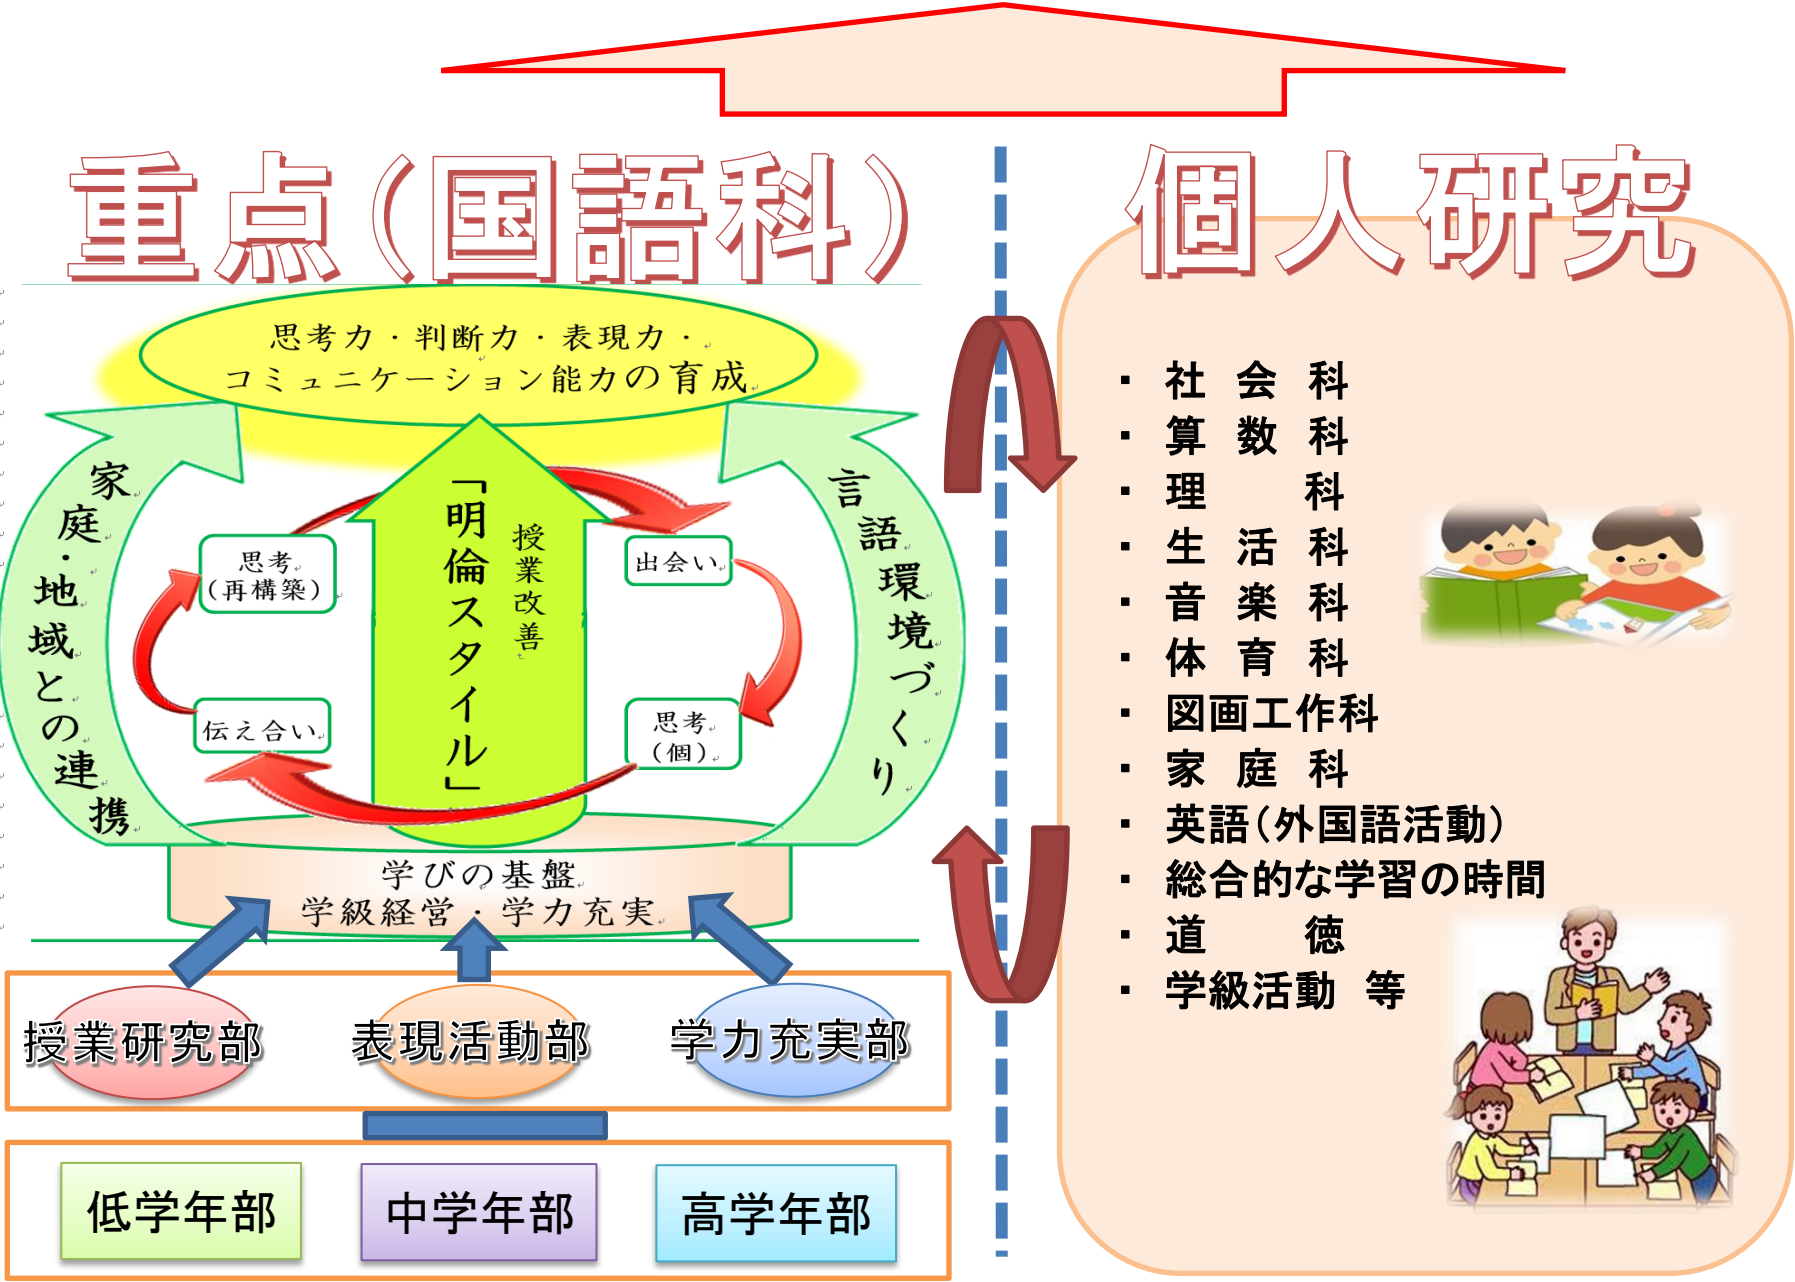 重点(国語科)
思考力・判断力・表現力・
コミュニケーション能力の育成
家庭・地域との連携
言語環境づくり
授業改善
「明倫スタイル」
出会い
思考
(個)
伝え合い
思考
(再構築)
学びの基盤
学級経営・学力充実
授業研究部
表現活動部
学力充実部
低学年部
中学年部
高学年部
個人研究
・ 社 会 科
・ 算 数 科
・ 理 科
・ 生 活 科
・ 音 楽 科
・ 体 育 科
・ 図画工作科
・ 家 庭 科
・ 英語(外国語活動)
・ 総合的な学習の時間
・ 道 徳
・ 学級活動 等